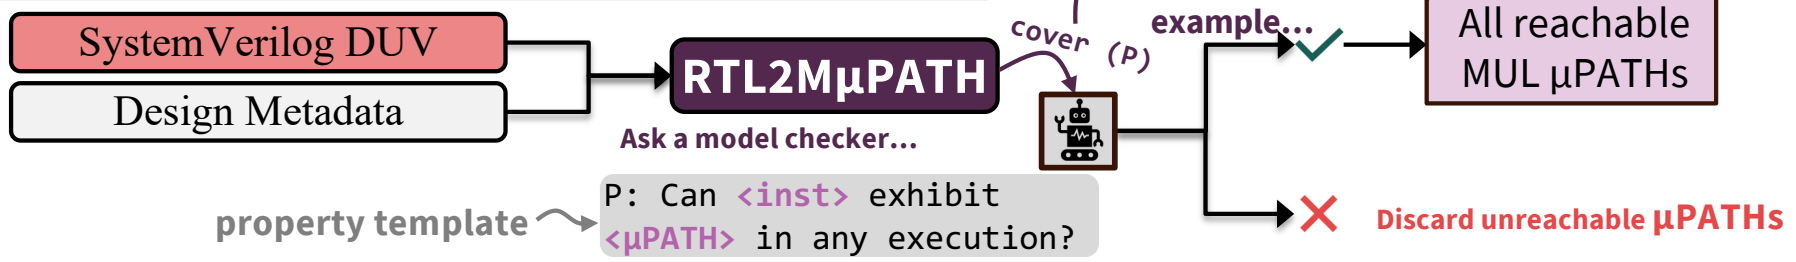 SystemVerilog DUV
Design Metadata
RTL2MμPATH
Ask a model checker...
cover (P)
example...
All reachable
MUL μPATHs
property template
P: Can <inst> exhibit
<μPATH> in any execution?
Discard unreachable μPATHs